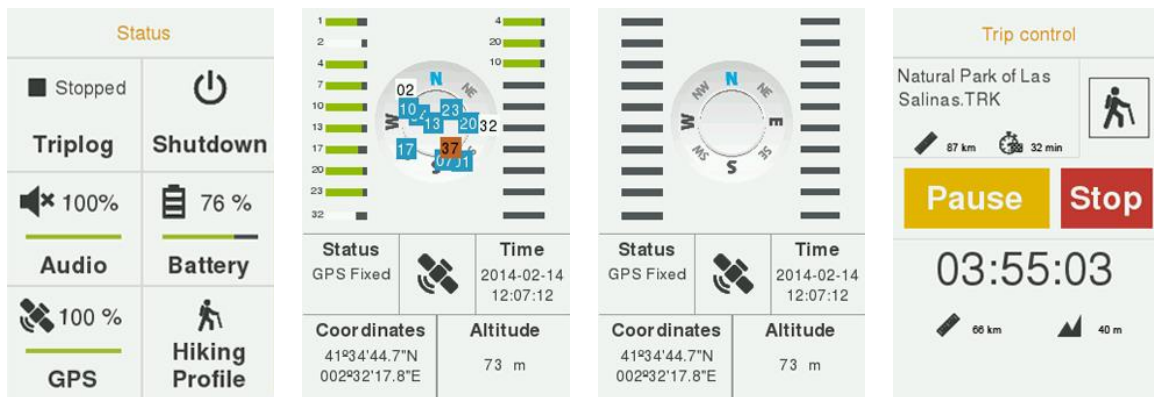 Status
Stopped
Triplog
Shutdown
100%
76 %
Audio
Battery
100 %
GPS
Hiking
Profile
1
2
4
7
10
13
17
20
23
32
4
20
10
N
NE
W
S
02
10
13
23
20
32
17
37
07
01
Status
GPS Fixed
Time
2014-02-14
12:07:12
Coordinates
41º34'44.7"N
002º32'17.8"E
Altitude
73 m
N
NW
NE
W
E
SW
SE
S
Status
GPS Fixed
Time
2014-02-14
12:07:12
Coordinates
41º34'44.7"N
002º32'17.8"E
Altitude
73 m
Trip control
Natural Park of Las
Salinas.TRK
87 km
32 min
Pause
Stop
03:55:03
66 km
40 m